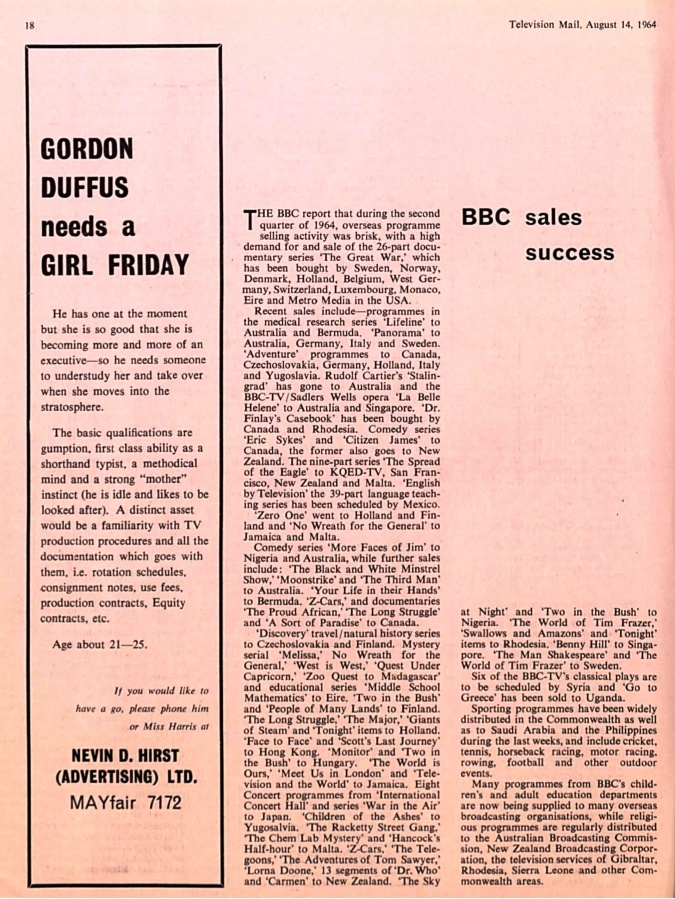 18
Television Mail, August 14, 1964
GORDON
DUFFUS
needs a
GIRL FRIDAY
He has one at the moment
but she is so good that she is
becoming more and more of an
executive—so he needs someone
to understudy her and take over
when she moves into the
stratosphere.
The basic qualifications are
gumption, first class ability as a
shorthand typist, a methodical
mind and a strong “mother”
instinct (he is idle and likes to be
looked after). A distinct asset
would be a familiarity with TV
production procedures and all the
documentation which goes with
them, i.e. rotation schedules,
consignment notes, use fees,
production contracts, Equity
contracts, etc.
Age about 21—25.
If you would like to
have a go, please phone him
or Miss Harris at
NEVIN D. HIRST
(ADVERTISING) LTD.
MAYfair 7172
BBC sales
success
THE BBC report that during the second
quarter of 1964, overseas programme
selling activity was brisk, with a high
demand for and sale of the 26-part docu-
mentary series ‘The Great War,’ which
has been bought by Sweden, Norway,
Denmark, Holland, Belgium, West Ger-
many, Switzerland, Luxembourg, Monaco,
Eire and Metro Media in the USA.
Recent sales include—programmes in
the medical research series ‘Lifeline’ to
Australia and Bermuda. ‘Panorama’ to
Australia, Germany, Italy and Sweden.
‘Adventure’ programmes to Canada,
Czechoslovakia, Germany, Holland, Italy
and Yugoslavia. Rudolf Cartier’s ‘Stalin-
grad’ has gone to Australia and the
BBC-TV/Sadlers Wells opera ‘La Belle
Helene’ to Australia and Singapore. ‘Dr.
Finlay’s Casebook’ has been bought by
Canada and Rhodesia. Comedy series
‘Eric Sykes’ and ‘Citizen James’ to
Canada, the former also goes to New
Zealand. The nine-part series ‘The Spread
of the Eagle’ to KQED-TV, San Fran-
cisco, New Zealand and Malta. ‘English
by Television’ the 39-part language teach-
ing series has been scheduled by Mexico.
‘Zero One’ went to Holland and Fin-
land and ‘No Wreath for the General’ to
Jamaica and Malta.
Comedy series ‘More Faces of Jim’ to
Nigeria and Australia, while further sales
include: ‘The Black and White Minstrel
Show,’ ‘Moonstrike’ and ‘The Third Man’
to Australia. ‘Your Life in their Hands’
to Bermuda. ‘Z-Cars,’ and documentaries
‘The Proud African,’ ‘The Long Struggle’
and ‘A Sort of Paradise’ to Canada.
‘Discovery’ travel/natural history series
to Czechoslovakia and Finland. Mystery
serial ‘Melissa,’ No Wreath for the
General,’ ‘West is West,’ ‘Quest Under
Capricorn,’ ‘Zoo Quest to Madagascar’
and educational series ‘Middle School
Mathematics’ to Eire. ‘Two in the Bush’
and ‘People of Many Lands’ to Finland.
‘The Long Struggle,’ ‘The Major,’ ‘Giants
of Steam’ and ‘Tonight’ items to Holland.
‘Face to Face’ and ‘Scott’s Last Journey’
to Hong Kong. ‘Monitor’ and ‘Two in
the Bush’ to Hungary. ‘The World is
Ours,’ ‘Meet Us in London’ and ‘Tele-
vision and the World’ to Jamaica. Eight
Concert programmes from ‘International
Concert Hall’ and series ‘War in the Air’
to Japan. ‘Children of the Ashes’ to
Yugosalvia. ‘The Racketty Street Gang,’
‘The Chem Lab Mystery’ and ‘Hancock’s
Half-hour’ to Malta. ‘Z-Cars,’ ‘The Tele-
goons,’ ‘The Adventures of Tom Sawyer,’
‘Lorna Doone,’ 13 segments of ‘Dr. Who’
and ‘Carmen’ to New Zealand. ‘The Sky
at Night’ and ‘Two in the Bush’ to
Nigeria. ‘The World of Tim Frazer,’
‘Swallows and Amazons’ and ‘Tonight’
items to Rhodesia. ‘Benny Hill’ to Singa-
pore. ‘The Man Shakespeare’ and ‘The
World of Tim Frazer’ to Sweden.
Six of the BBC-TV’s classical plays are
to be scheduled by Syria and ‘Go to
Greece’ has been sold to Uganda.
Sporting programmes have been widely
distributed in the Commonwealth as well
as to Saudi Arabia and the Philippines
during the last weeks, and include cricket,
tennis, horseback racing, motor racing,
rowing, football and other outdoor
events.
Many programmes from BBC’s child-
ren’s and adult education departments
are now being supplied to many overseas
broadcasting organisations, while religi-
ous programmes are regularly distributed
to the Australian Broadcasting Commis-
sion, New Zealand Broadcasting Corpor-
ation, the television services of Gibraltar,
Rhodesia, Sierra Leone and other Com-
monwealth areas.